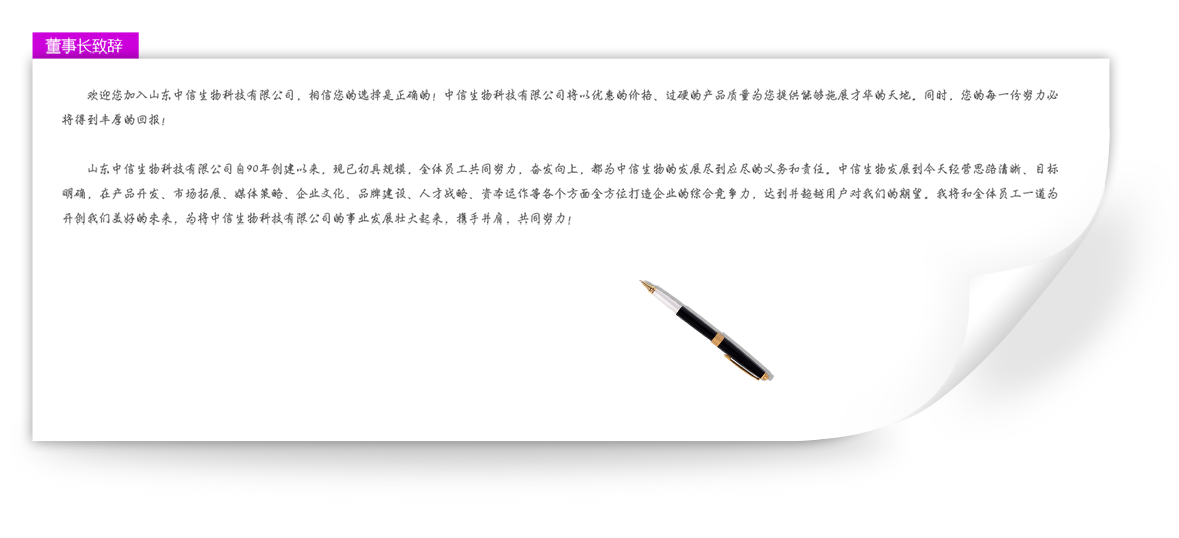 董事长致辞
欢迎您加入山东中信生物科技有限公司，相信您的选择是正确的！中信生物科技有限公司将以优惠的价格、过硬的产品质量为您提供能够施展才华的天地。同时，您的每一份努力必
将得到丰厚的回报！
山东中信生物科技有限公司自90年创建以来，现已初具规模，全体员工共同努力，奋发向上，都为中信生物的发展尽到应尽的义务和责任。中信生物发展到今天经营思路清晰、目标
明确，在产品开发、市场拓展、媒体策略、企业文化、品牌建设、人才战略、资本运作等各个方面全方位打造企业的综合竞争力，达到并超越用户对我们的期望。我将和全体员工一道为
开创我们美好的未来，为将中信生物科技有限公司的事业发展壮大起来，携手并肩，共同努力！